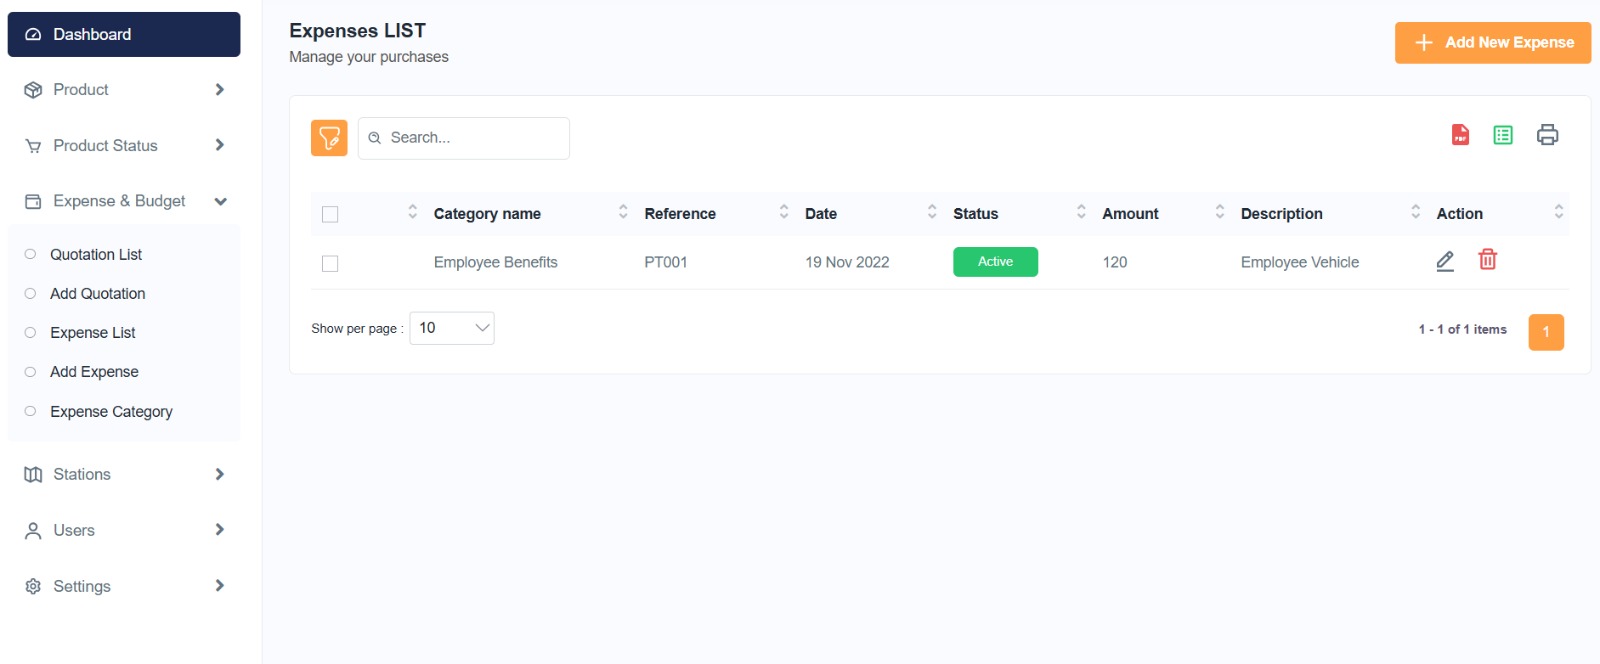 Dashboard
Product
Product Status
Expense & Budget
Quotation List
Add Quotation
Expense List
Add Expense
Expense Category
Stations
Users
Settings
Expenses LIST
Manage your purchases
Add New Expense
Search...
PDF
Category name Reference Date Status Amount Description Action
Employee Benefits PT001 19 Nov 2022 Active 120 Employee Vehicle
Show per page : 10
1 - 1 of 1 items 1